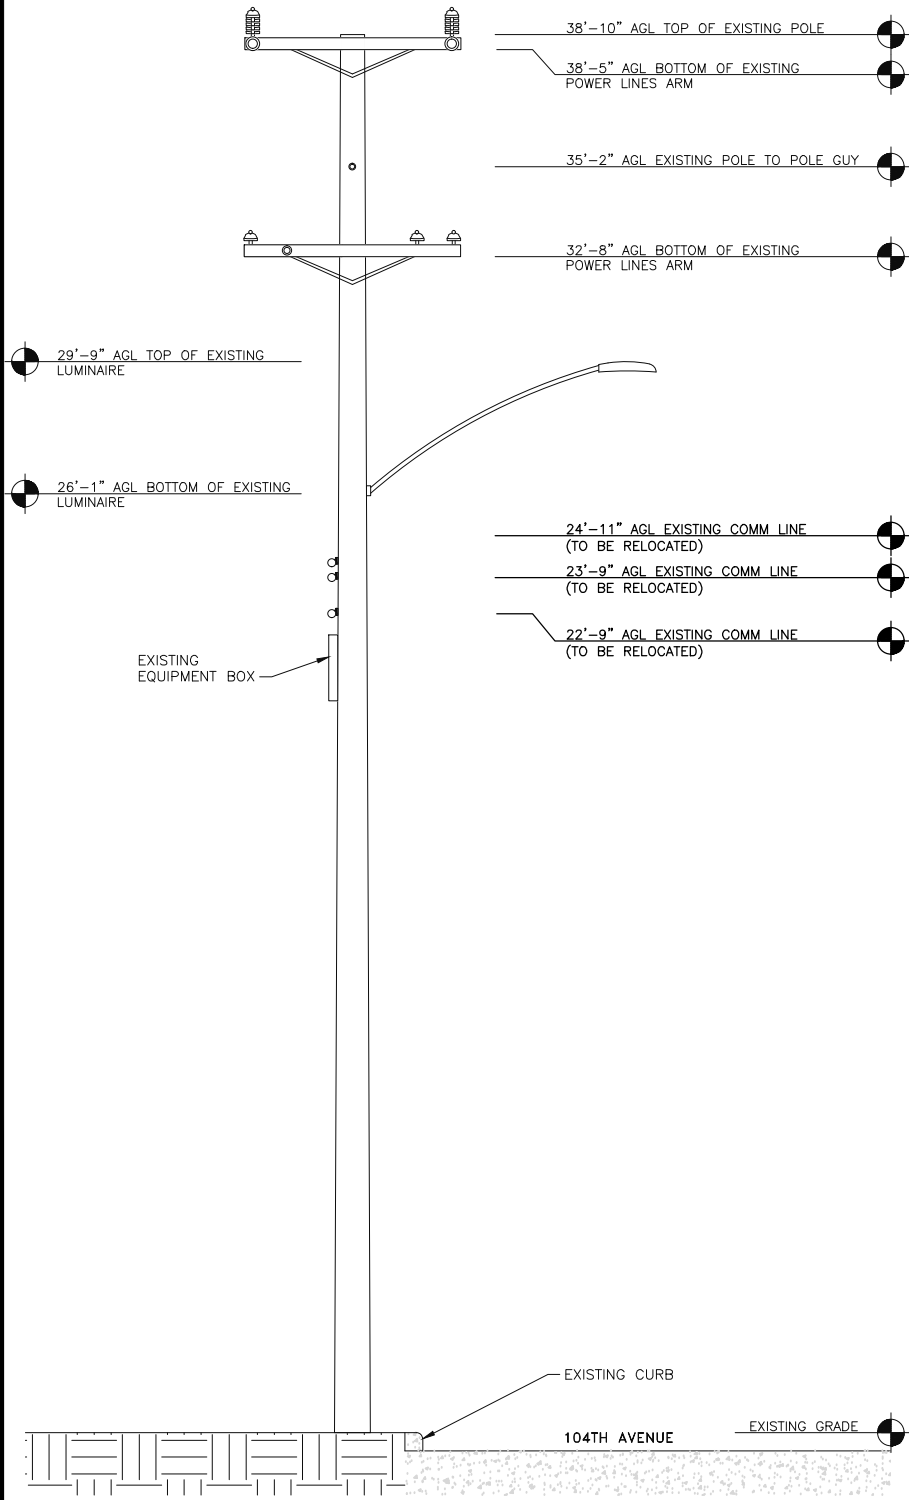 38'-10" AGL TOP OF EXISTING POLE
38'-5" AGL BOTTOM OF EXISTING
POWER LINES ARM
35'-2" AGL EXISTING POLE TO POLE GUY
32'-8" AGL BOTTOM OF EXISTING
POWER LINES ARM
29'-9" AGL TOP OF EXISTING
LUMINAIRE
26'-1" AGL BOTTOM OF EXISTING
LUMINAIRE
24'-11" AGL EXISTING COMM LINE
(TO BE RELOCATED)
23'-9" AGL EXISTING COMM LINE
(TO BE RELOCATED)
22'-9" AGL EXISTING COMM LINE
(TO BE RELOCATED)
EXISTING
EQUIPMENT BOX
EXISTING CURB
104TH AVENUE
EXISTING GRADE